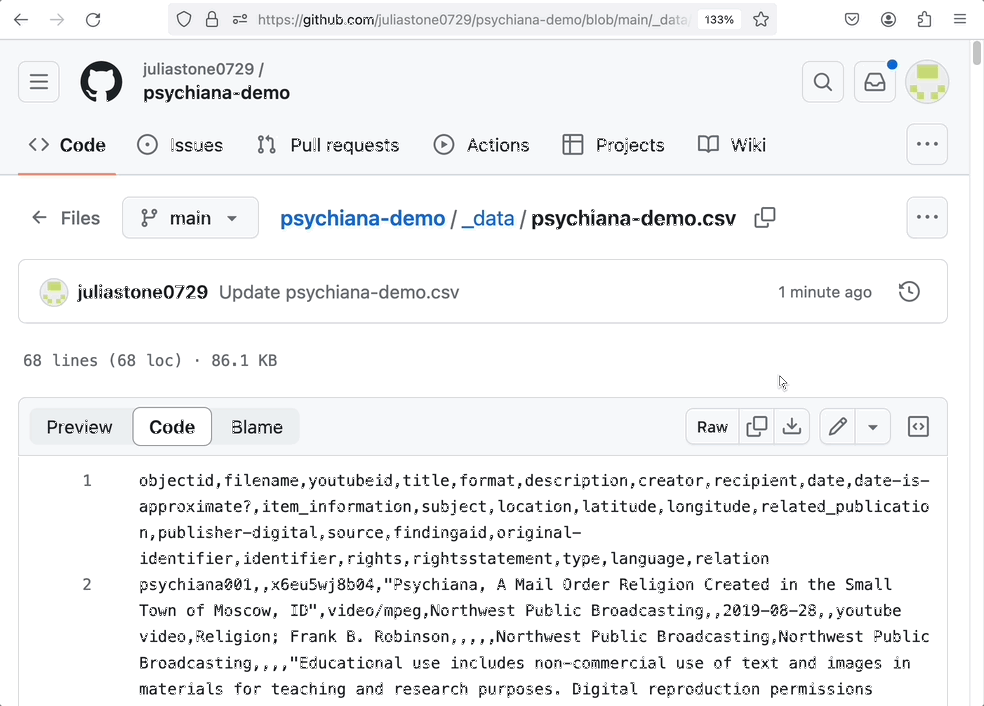 https://github.com/juliastone0729/psychiana-demo/blob/main/_data/
133%
juliastone0729 /
psychiana-demo
Code
Issues
Pull requests
Actions
Projects
Wiki
Files
main
psychiana-demo / _data / psychiana-demo.csv
juliastone0729 Update psychiana-demo.csv
1 minute ago
68 lines (68 loc) · 86.1 KB
Preview
Code
Blame
Raw
1 objectid,filename,youtubeid,title,format,description,creator,recipient,date,date-is-
approximate?,item_information,subject,location,latitude,longitude,related_publicatio
n,publisher-digital,source,findingaid,original-
identifier,identifier,rights,rightsstatement,type,language,relation
2 psychiana001,,x6eu5wj8b04,"Psychiana, A Mail Order Religion Created in the Small
Town of Moscow, ID",video/mpeg,Northwest Public Broadcasting,,2019-08-28,,youtube
video,Religion; Frank B. Robinson,,,,,Northwest Public Broadcasting,Northwest Public
Broadcasting,,,,"Educational use includes non-commercial use of text and images in
materials for teaching and research purposes. Digital reproduction permissions